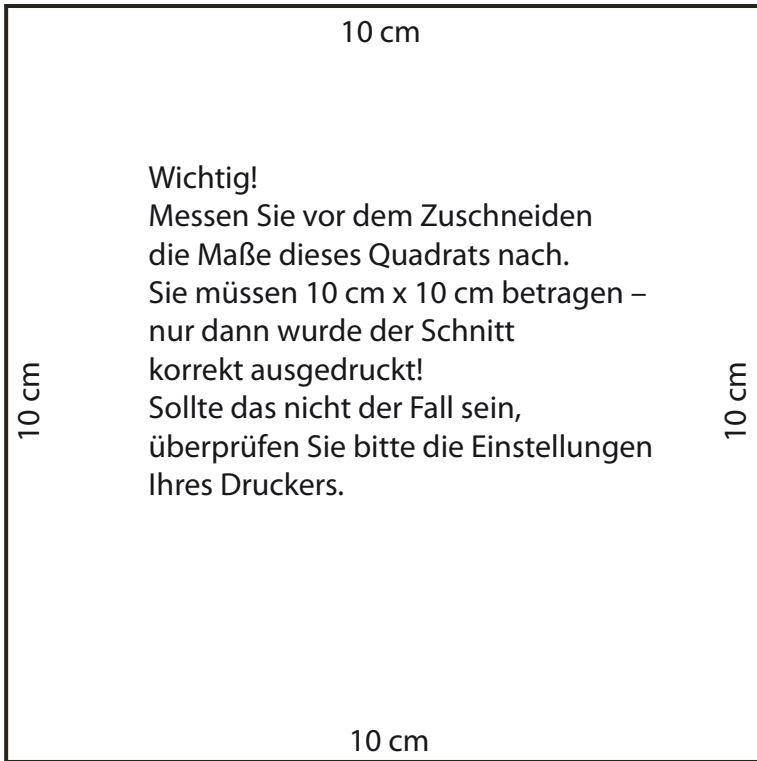 10 cm
Wichtig!
Messen Sie vor dem Zuschneiden
die Maße dieses Quadrats nach.
Sie müssen 10 cm x 10 cm betragen –
nur dann wurde der Schnitt
korrekt ausgedruckt!
Sollte das nicht der Fall sein,
überprüfen Sie bitte die Einstellungen
Ihres Druckers.
10 cm
10 cm
10 cm